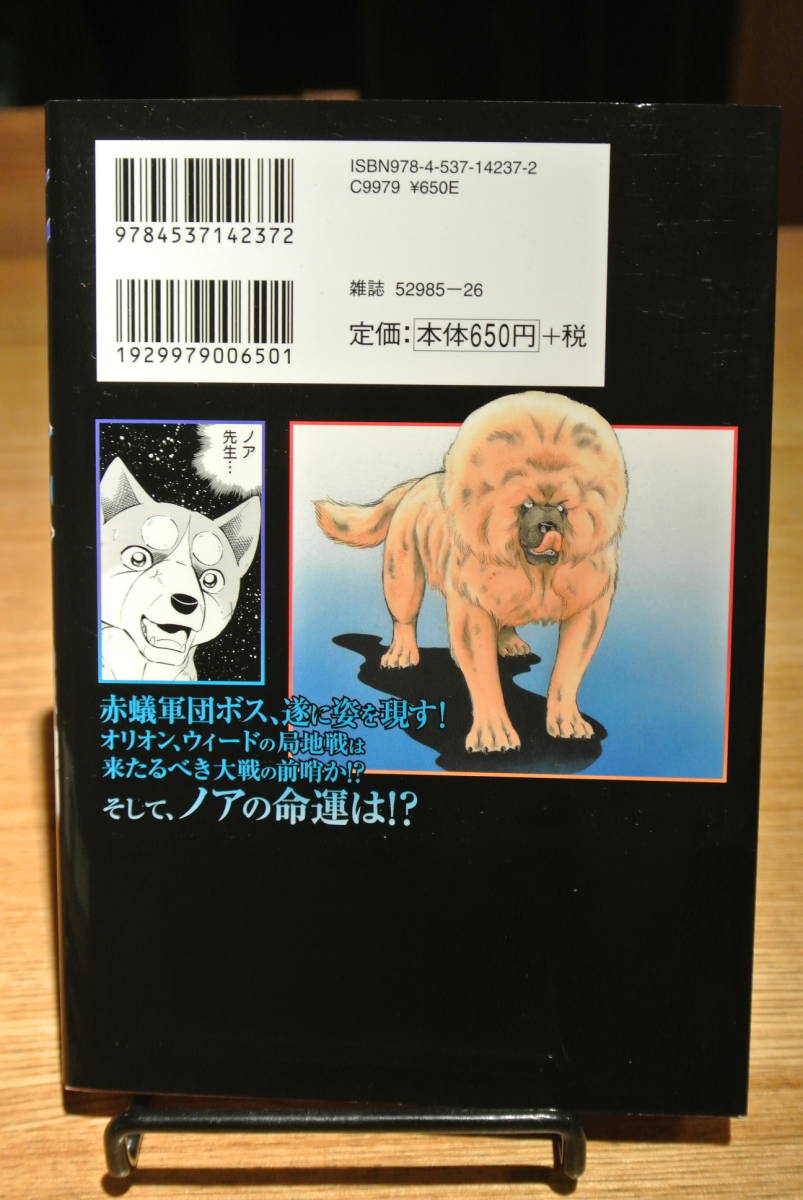 ISBN978-4-537-14237-2
C9979 ¥650E
9784537142372
雑誌 52985-26
定価：本体650円+税
1929979006501
ノア
先生…
赤蟻軍団ボス、遂に姿を現す！
オリオン、ウィードの局地戦は
来たるべき大戦の前哨か!?
そして、ノアの命運は!?